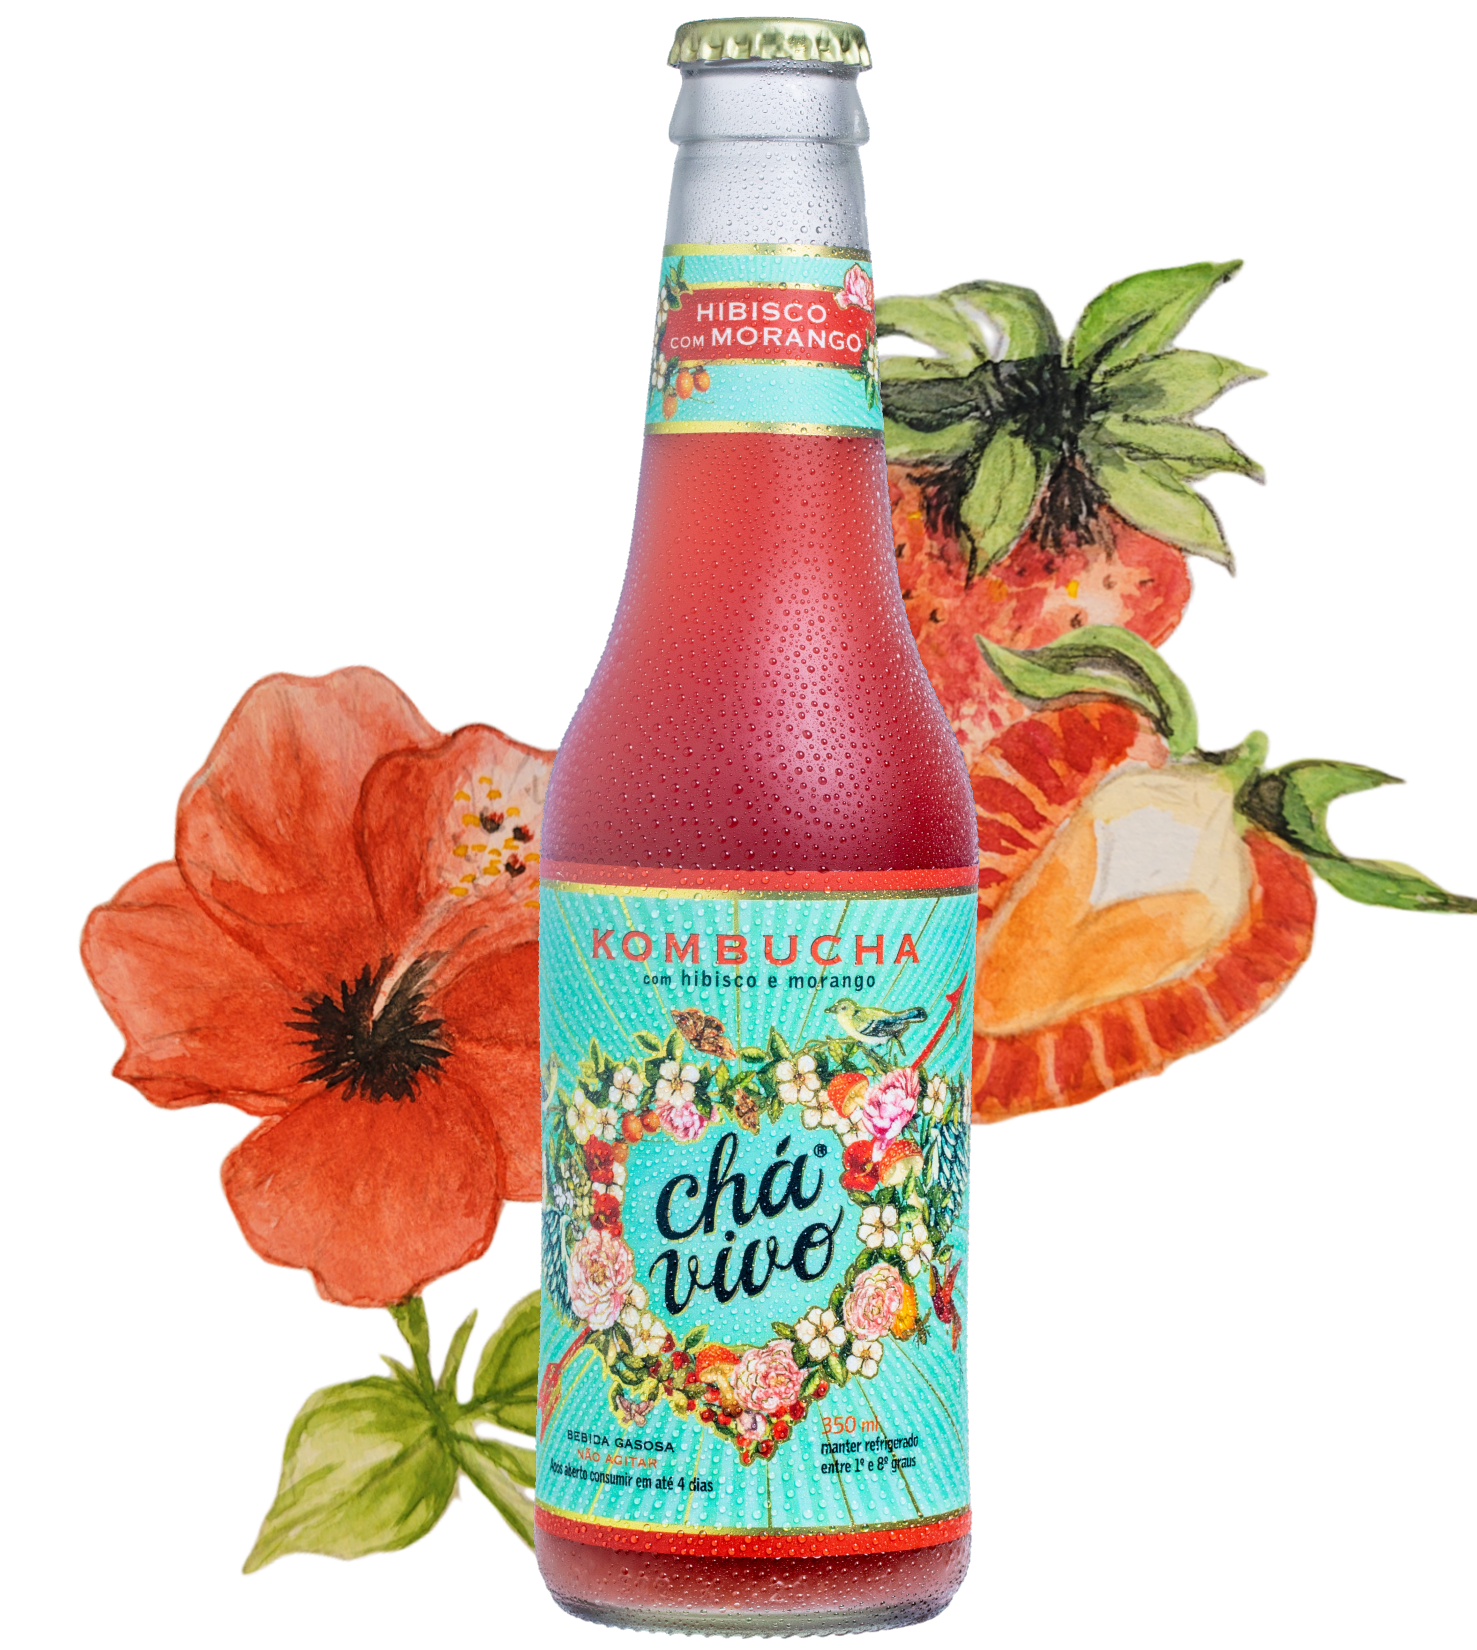 HIBISCO
COM MORANGO
KOMBUCHA
com hibisco e morango
chá®
vivo
BEBIDA GASOSA
NÃO AGITAR
Após aberto consumir em até 4 dias
350 ml
manter refrigerado
entre 1º e 8º graus